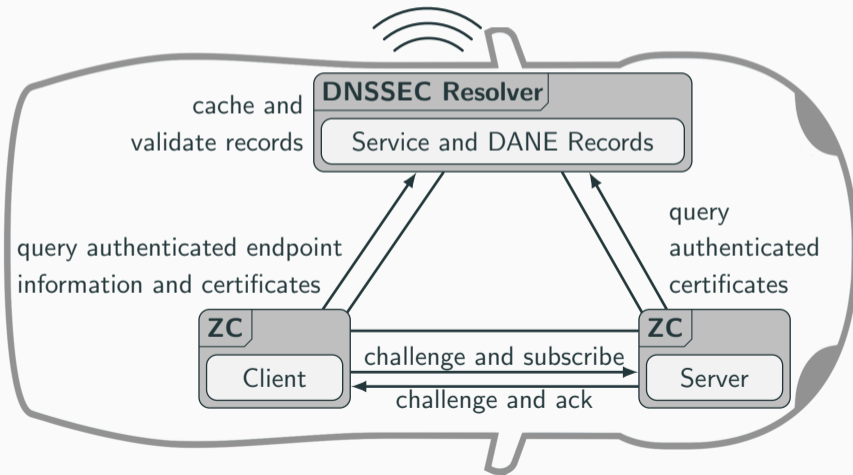 DNSSEC Resolver
cache and
validate records
Service and DANE Records
query authenticated endpoint
information and certificates
query
authenticated
certificates
ZC
Client
challenge and subscribe
challenge and ack
ZC
Server